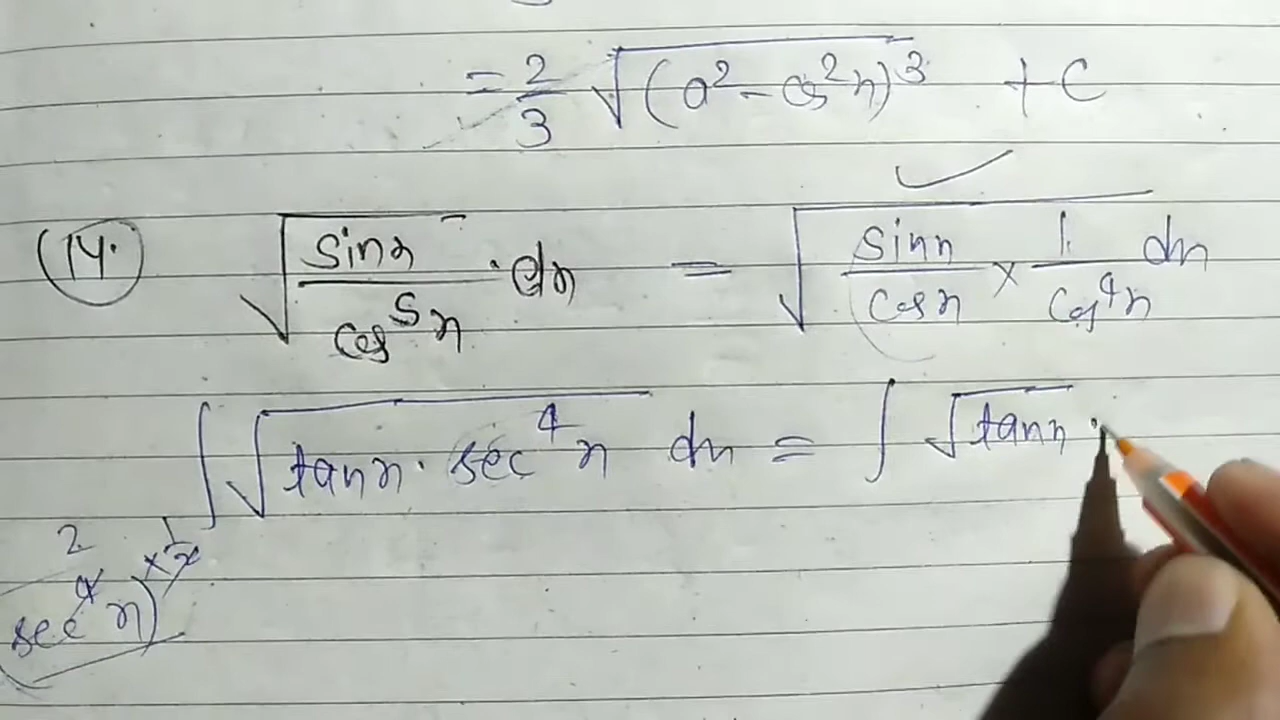 = 2/3 √(a² - cos²x)³ + C
(14.) √(sinx / cos⁵x) · dx = √(sinx / cosx × 1 / cos⁴x) dx
∫ √(tanx · sec⁴x) dx = ∫ √tanx ·
(sec⁴x)^(×1/2) 2